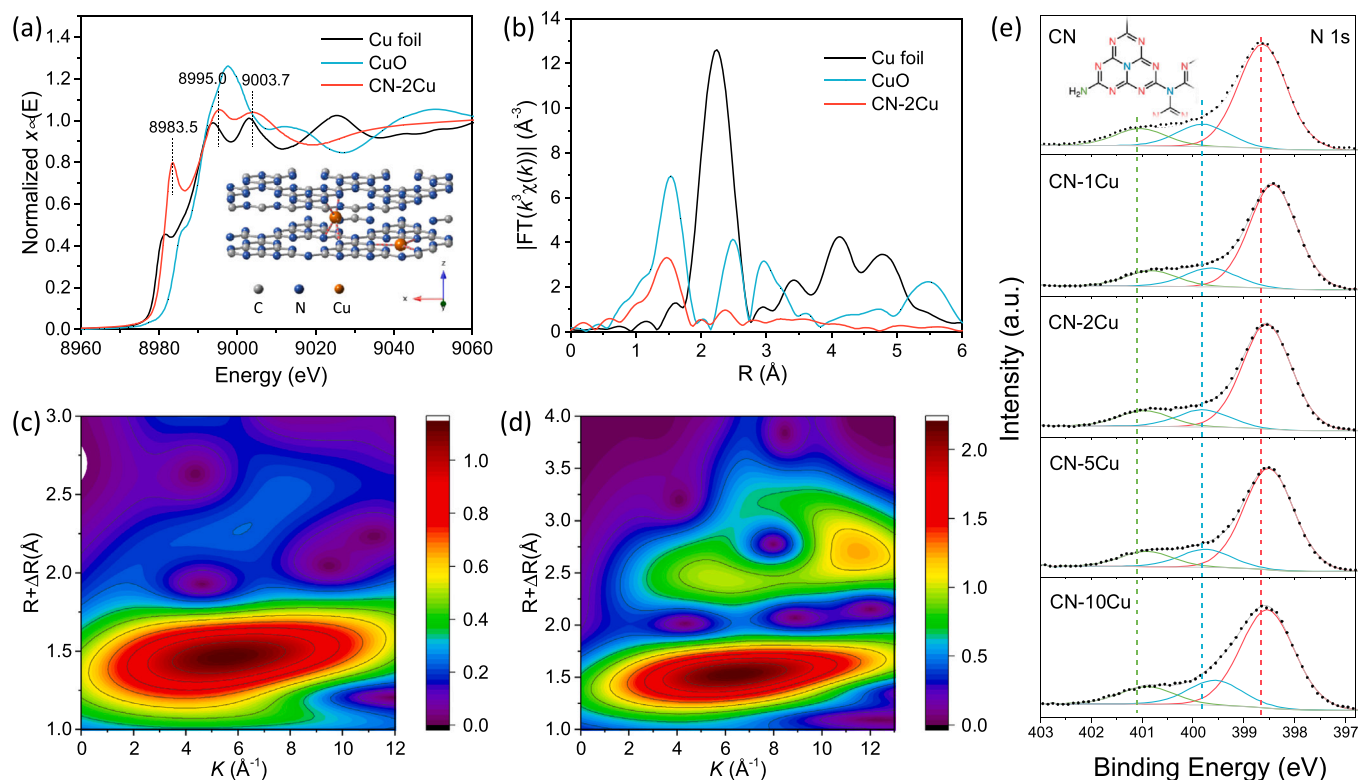 (a)
Normalized x∝(E)
1.4
1.2
1.0
0.8
0.6
0.4
0.2
0.0
8960
8980
9000
9020
9040
9060
Energy (eV)
Cu foil
CuO
CN-2Cu
8995.0
9003.7
8983.5
C
N
Cu
z
x
y
(b)
|FT(k³χ(k))| (Å⁻³)
14
12
10
8
6
4
2
0
0
1
2
3
4
5
6
R (Å)
Cu foil
CuO
CN-2Cu
(c)
R+ΔR(Å)
3.0
2.5
2.0
1.5
1.0
0
2
4
6
8
10
12
K (Å⁻¹)
1.0
0.8
0.6
0.4
0.2
0.0
(d)
R+ΔR(Å)
4.0
3.5
3.0
2.5
2.0
1.5
1.0
0
2
4
6
8
10
12
K (Å⁻¹)
2.0
1.5
1.0
0.5
0.0
(e)
Intensity (a.u.)
CN
N 1s
N
N
N
N
N
N
N
H₂N
N
N
N
N
CN-1Cu
CN-2Cu
CN-5Cu
CN-10Cu
403
402
401
400
399
398
397
Binding Energy (eV)